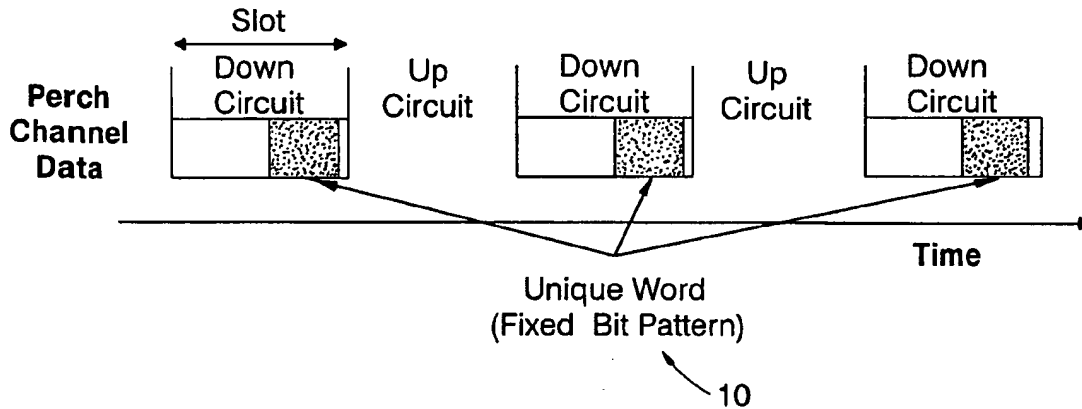 Slot
Down
Circuit
Up
Circuit
Down
Circuit
Up
Circuit
Down
Circuit
Perch
Channel
Data
Time
Unique Word
(Fixed Bit Pattern)
10